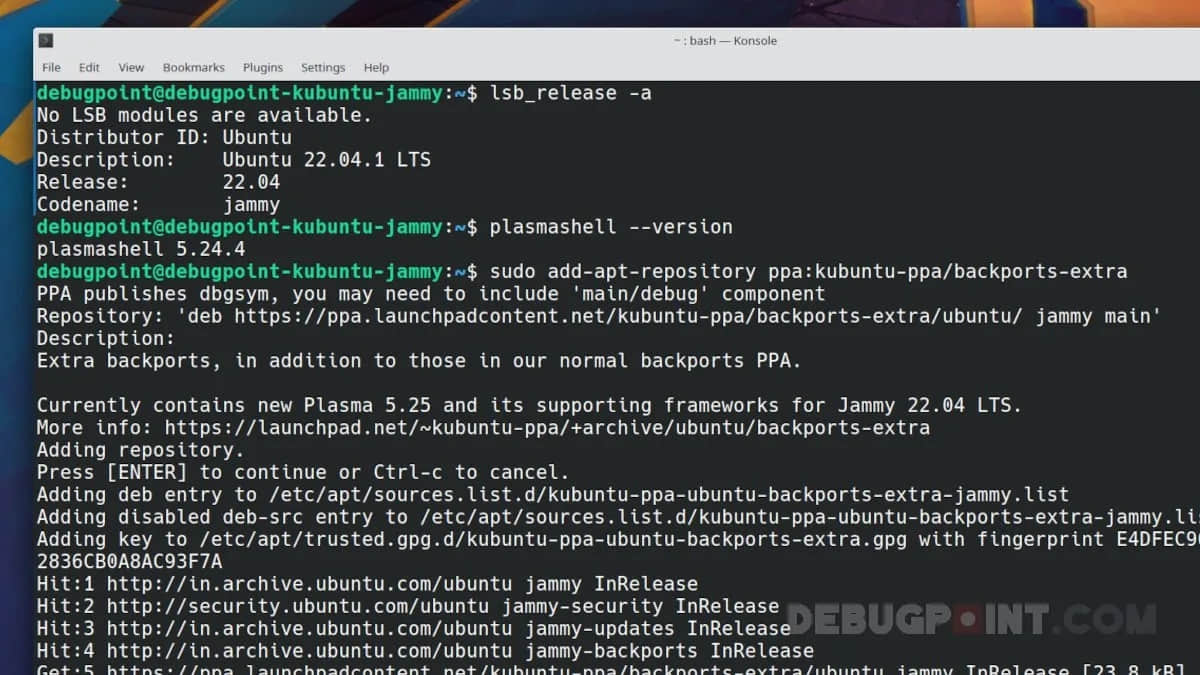 ~ : bash — Konsole
File Edit View Bookmarks Plugins Settings Help
debugpoint@debugpoint-kubuntu-jammy:~$ lsb_release -a
No LSB modules are available.
Distributor ID: Ubuntu
Description:    Ubuntu 22.04.1 LTS
Release:        22.04
Codename:       jammy
debugpoint@debugpoint-kubuntu-jammy:~$ plasmashell --version
plasmashell 5.24.4
debugpoint@debugpoint-kubuntu-jammy:~$ sudo add-apt-repository ppa:kubuntu-ppa/backports-extra
PPA publishes dbgsym, you may need to include 'main/debug' component
Repository: 'deb https://ppa.launchpadcontent.net/kubuntu-ppa/backports-extra/ubuntu/ jammy main'
Description:
Extra backports, in addition to those in our normal backports PPA.
Currently contains new Plasma 5.25 and its supporting frameworks for Jammy 22.04 LTS.
More info: https://launchpad.net/~kubuntu-ppa/+archive/ubuntu/backports-extra
Adding repository.
Press [ENTER] to continue or Ctrl-c to cancel.
Adding deb entry to /etc/apt/sources.list.d/kubuntu-ppa-ubuntu-backports-extra-jammy.list
Adding disabled deb-src entry to /etc/apt/sources.list.d/kubuntu-ppa-ubuntu-backports-extra-jammy.lis
Adding key to /etc/apt/trusted.gpg.d/kubuntu-ppa-ubuntu-backports-extra.gpg with fingerprint E4DFEC9
2836CB0A8AC93F7A
Hit:1 http://in.archive.ubuntu.com/ubuntu jammy InRelease
Hit:2 http://security.ubuntu.com/ubuntu jammy-security InRelease
Hit:3 http://in.archive.ubuntu.com/ubuntu jammy-updates InRelease
Hit:4 http://in.archive.ubuntu.com/ubuntu jammy-backports InRelease
Get:5 https://ppa.launchpadcontent.net/kubuntu-ppa/backports-extra/ubuntu jammy InRelease [23.8 kB]
DEBUGPOINT.COM